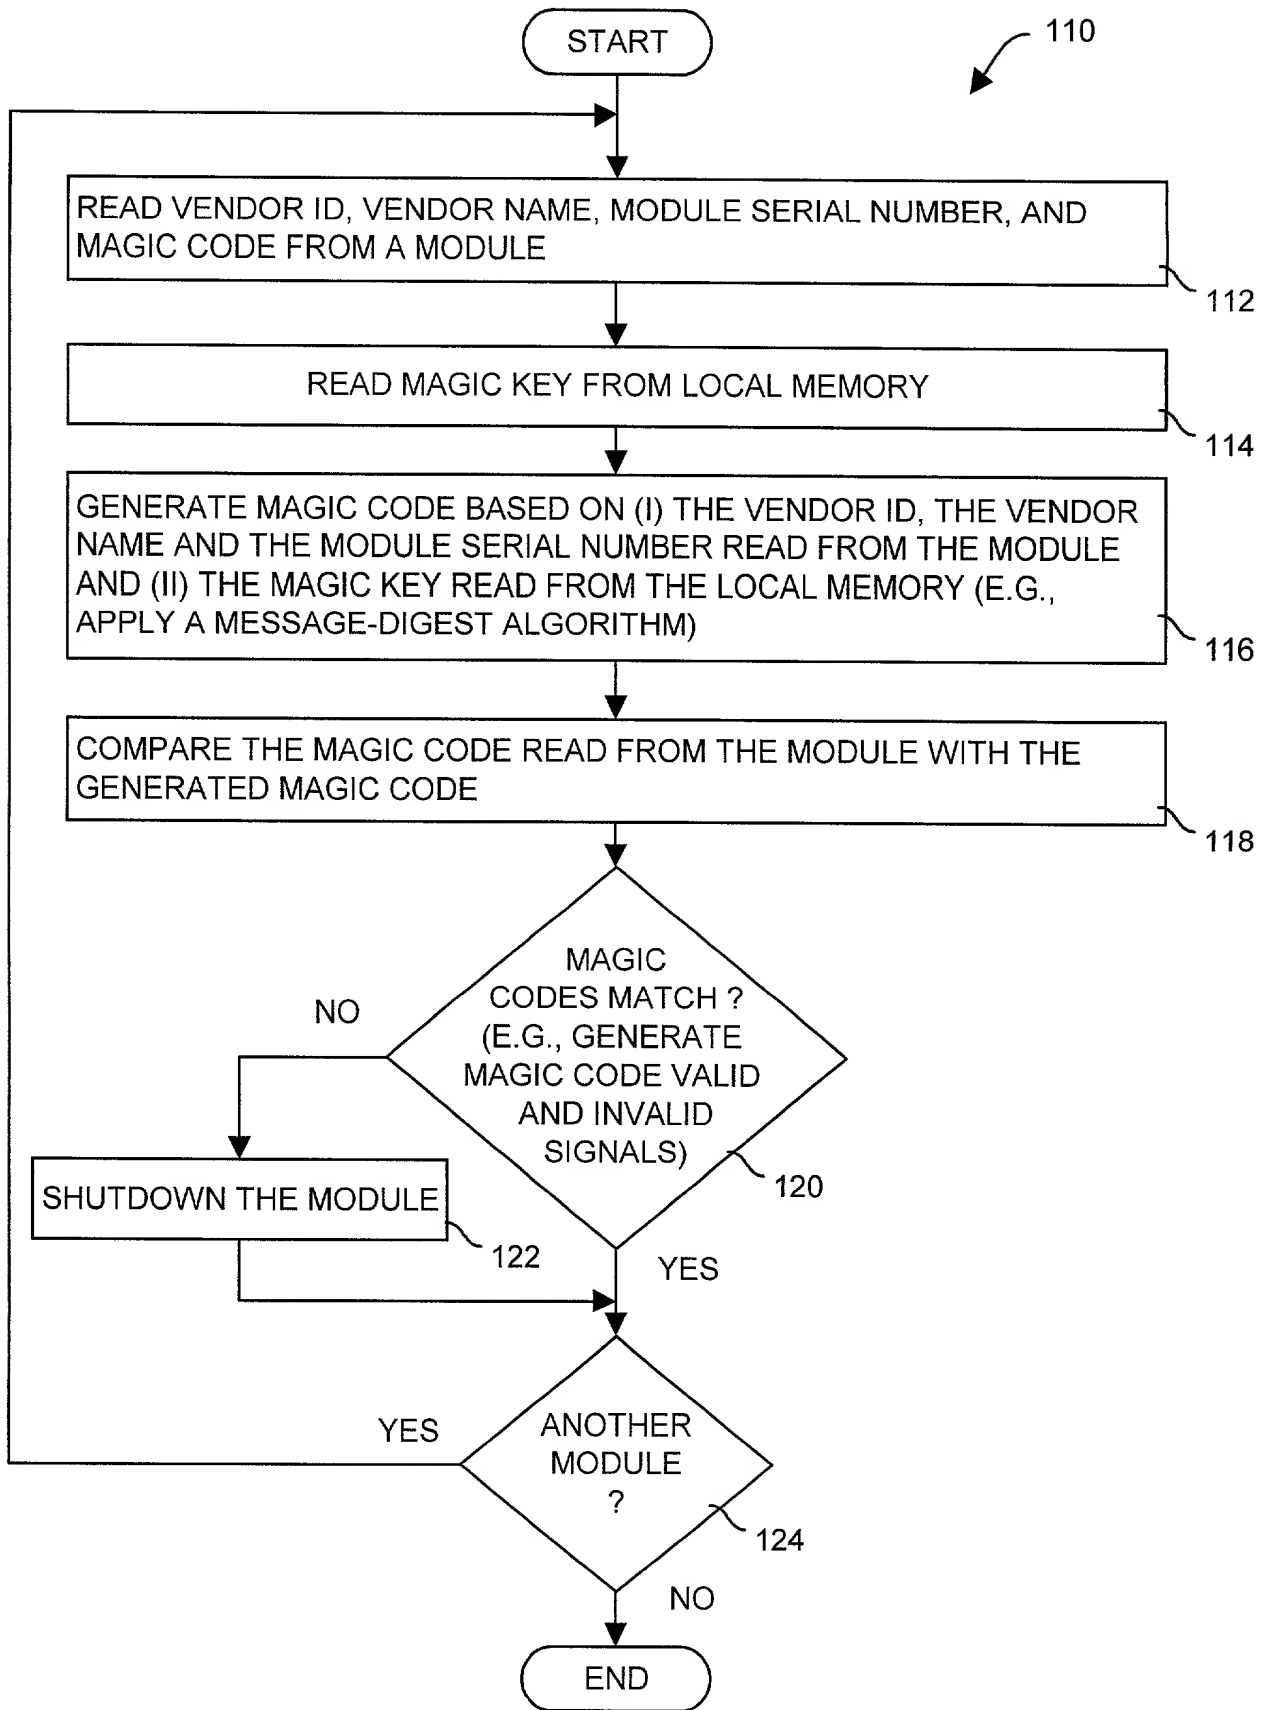 START
110
READ VENDOR ID, VENDOR NAME, MODULE SERIAL NUMBER, AND
MAGIC CODE FROM A MODULE
112
READ MAGIC KEY FROM LOCAL MEMORY
114
GENERATE MAGIC CODE BASED ON (I) THE VENDOR ID, THE VENDOR
NAME AND THE MODULE SERIAL NUMBER READ FROM THE MODULE
AND (II) THE MAGIC KEY READ FROM THE LOCAL MEMORY (E.G.,
APPLY A MESSAGE-DIGEST ALGORITHM)
116
COMPARE THE MAGIC CODE READ FROM THE MODULE WITH THE
GENERATED MAGIC CODE
118
MAGIC
CODES MATCH ?
(E.G., GENERATE
MAGIC CODE VALID
AND INVALID
SIGNALS)
NO
120
SHUTDOWN THE MODULE
122
YES
YES
ANOTHER
MODULE
?
124
NO
END